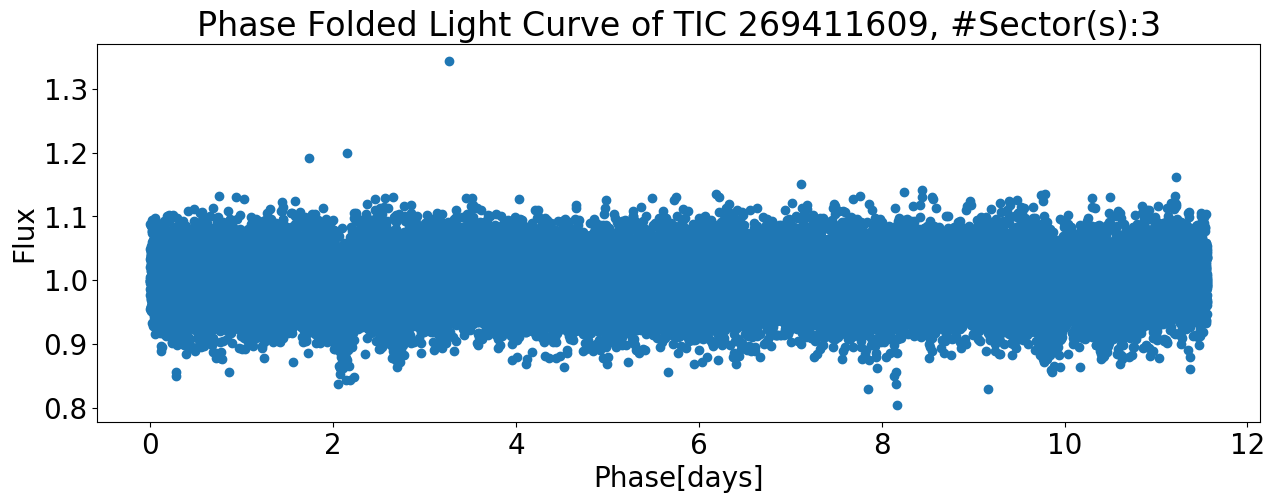 Phase Folded Light Curve of TIC 269411609, #Sector(s):3
1.3
1.2
1.1
1.0
0.9
0.8
Flux
0 2 4 6 8 10 12
Phase[days]